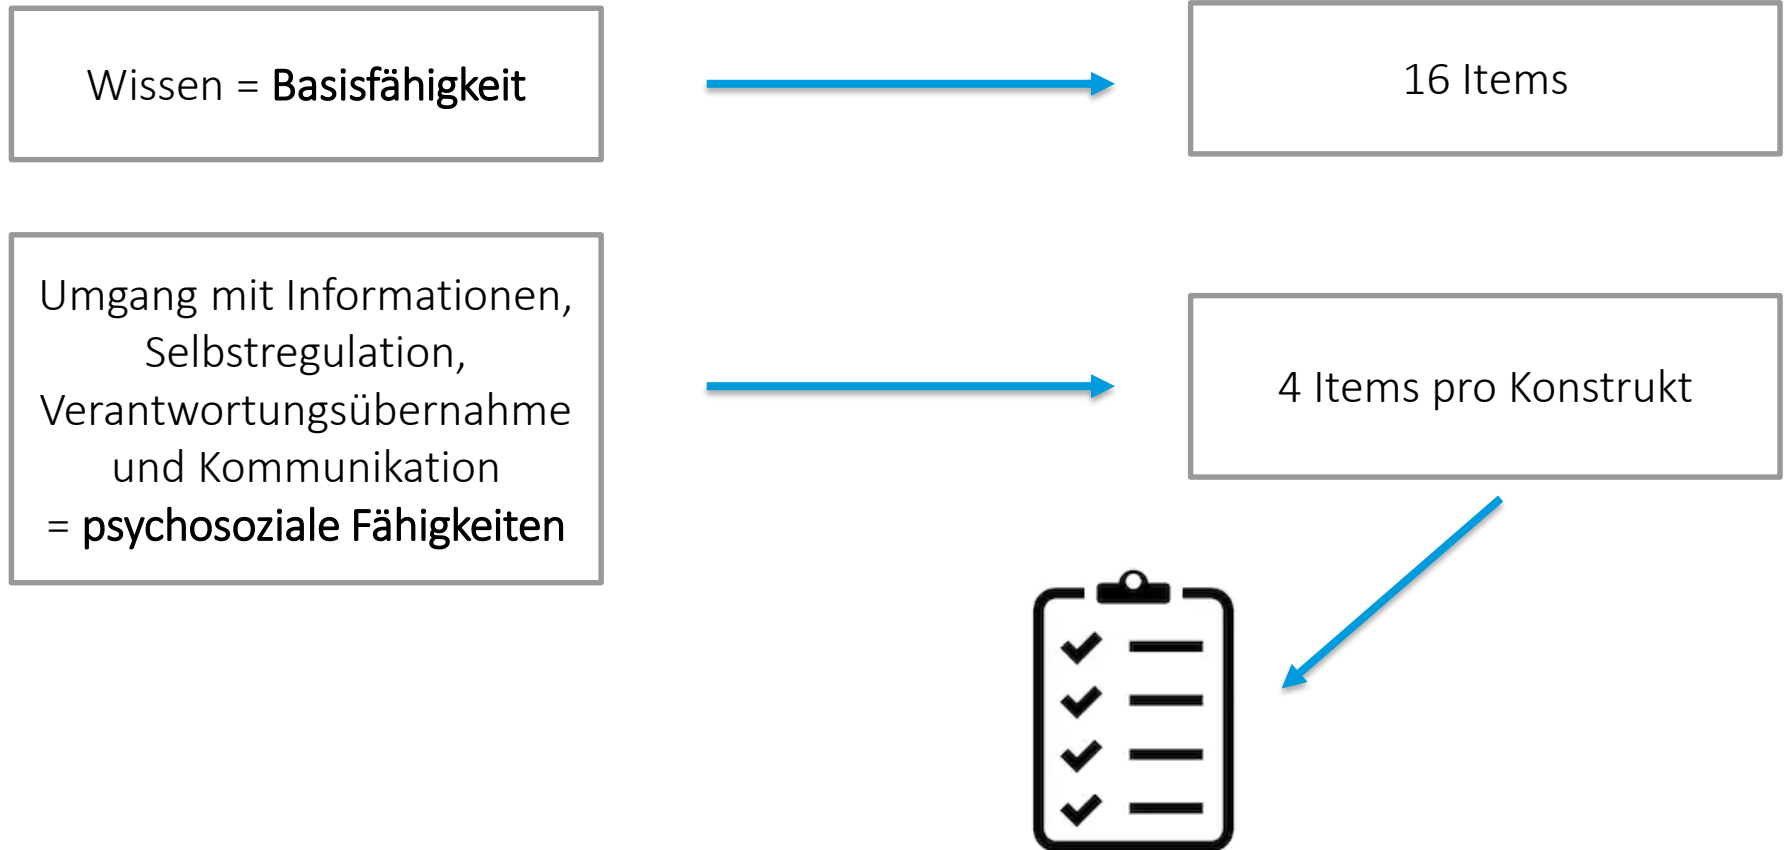 Wissen = Basisfähigkeit
16 Items
Umgang mit Informationen,
Selbstregulation,
Verantwortungsübernahme
und Kommunikation
= psychosoziale Fähigkeiten
4 Items pro Konstrukt